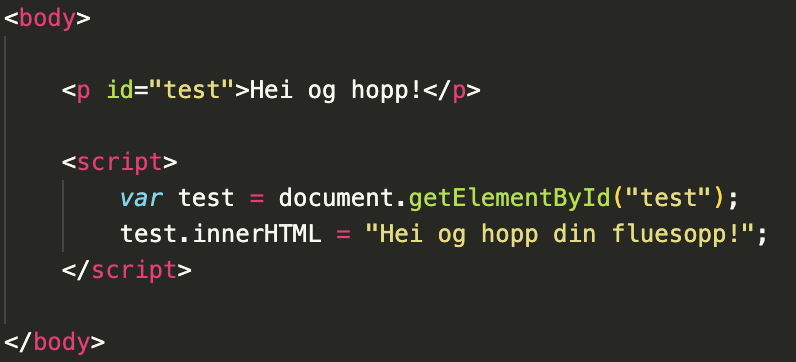 <body>
<p id="test">Hei og hopp!</p>
<script>
var test = document.getElementById("test");
test.innerHTML = "Hei og hopp din fluesopp!";
</script>
</body>